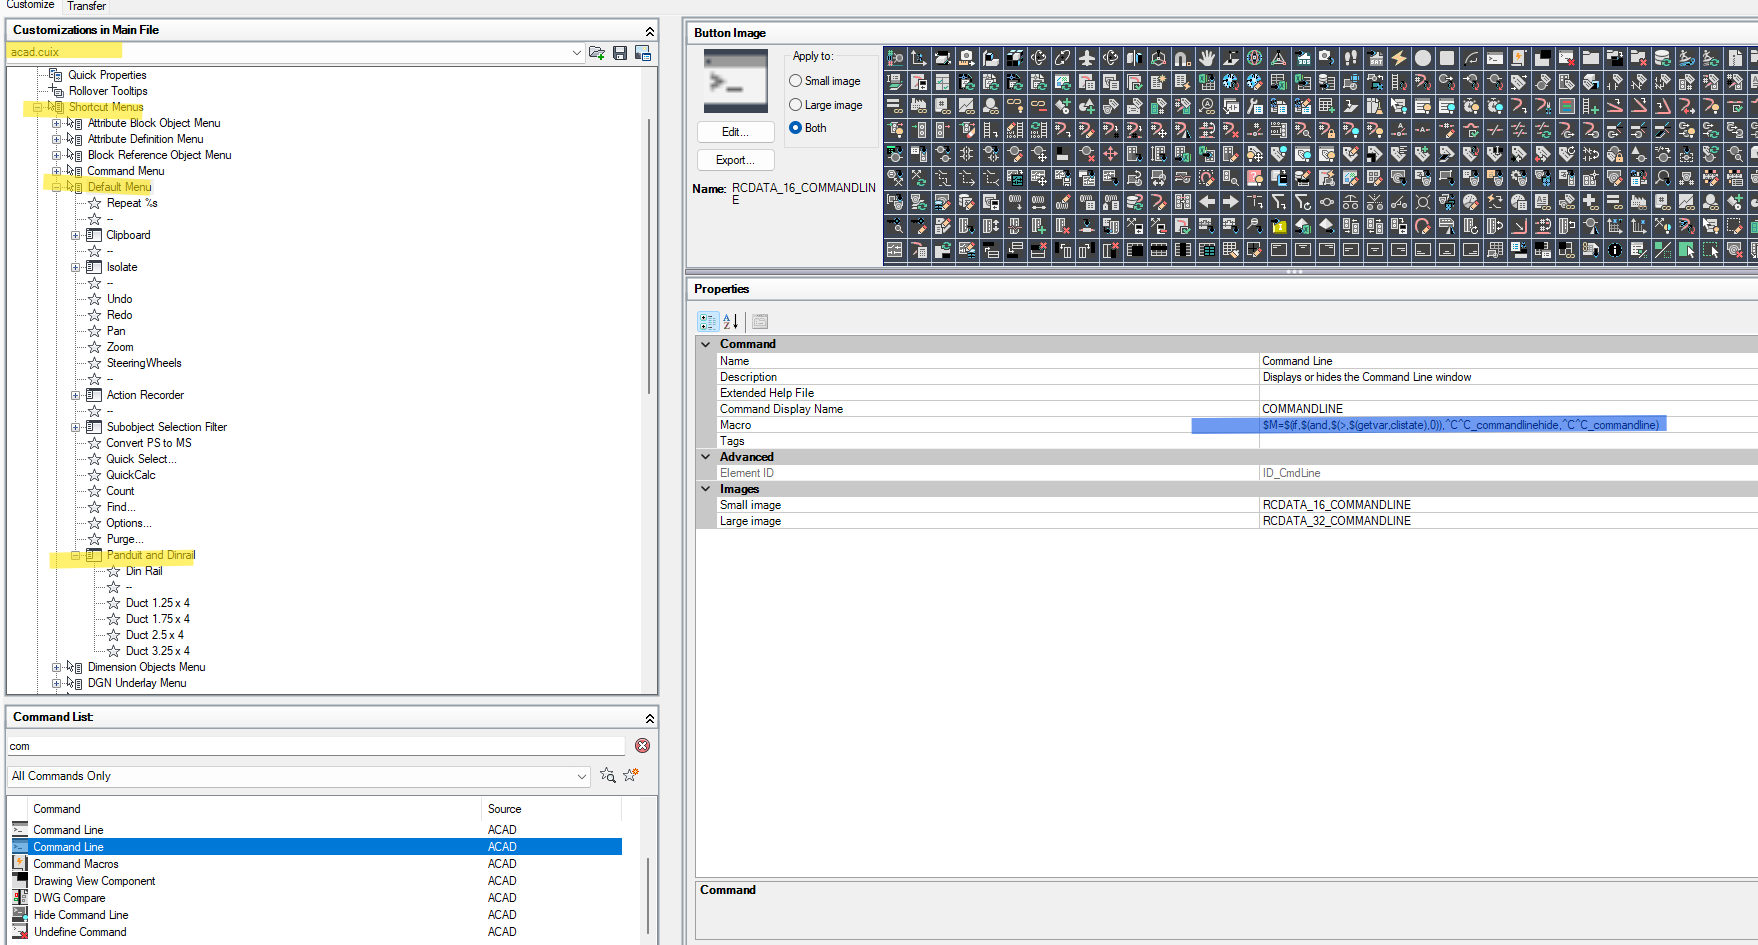 Customize Transfer
Customizations in Main File
acad.cuix
Quick Properties
Rollover Tooltips
Shortcut Menus
Attribute Block Object Menu
Attribute Definition Menu
Block Reference Object Menu
Command Menu
Default Menu
Repeat %s
--
Clipboard
--
Isolate
--
Undo
Redo
Pan
Zoom
SteeringWheels
--
Action Recorder
--
Subobject Selection Filter
Convert PS to MS
Quick Select...
QuickCalc
Count
Find...
Options...
Purge...
Panduit and Dinrail
Din Rail
--
Duct 1.25 x 4
Duct 1.75 x 4
Duct 2.5 x 4
Duct 3.25 x 4
Dimension Objects Menu
DGN Underlay Menu
Command List:
com
All Commands Only
Command Source
Command Line ACAD
Command Line ACAD
Command Macros ACAD
Drawing View Component ACAD
DWG Compare ACAD
Hide Command Line ACAD
Undefine Command ACAD
Button Image
Apply to:
Small image
Large image
Both
Edit...
Export...
Name: RCDATA_16_COMMANDLIN
E
Properties
Command
Name Command Line
Description Displays or hides the Command Line window
Extended Help File
Command Display Name COMMANDLINE
Macro $M=$(if,$(and,$(>,$(getvar,clistate),0)),^C^C_commandlinehide,^C^C_commandline)
Tags
Advanced
Element ID ID_CmdLine
Images
Small image RCDATA_16_COMMANDLINE
Large image RCDATA_32_COMMANDLINE
Command